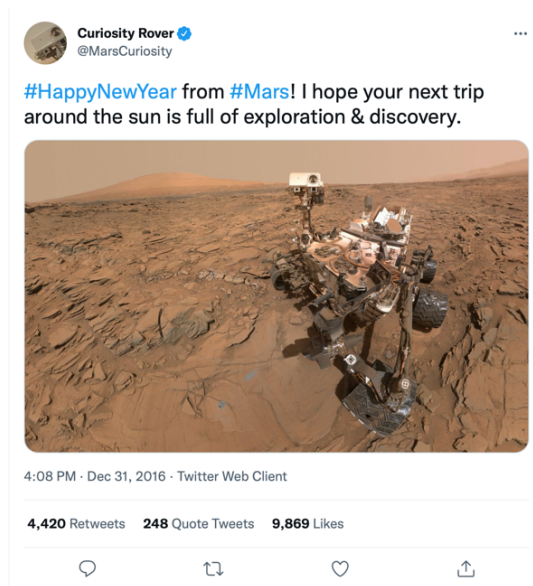 Curiosity Rover
@MarsCuriosity
#HappyNewYear from #Mars! I hope your next trip
around the sun is full of exploration & discovery.
4:08 PM · Dec 31, 2016 · Twitter Web Client
4,420 Retweets 248 Quote Tweets 9,869 Likes